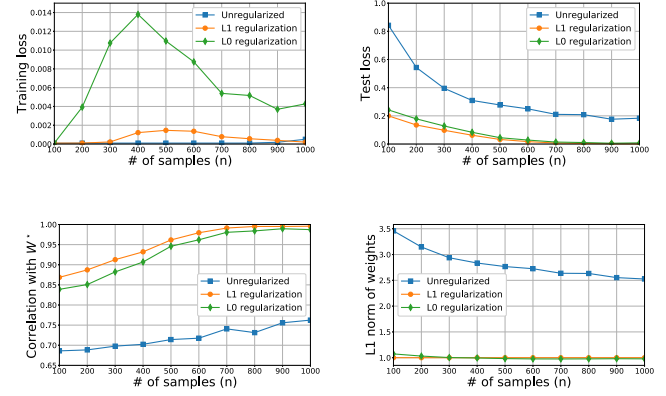 Training loss
0.014
0.012
0.010
0.008
0.006
0.004
0.002
0.000
Unregularized
L1 regularization
L0 regularization
100 200 300 400 500 600 700 800 900 1000
# of samples (n)
Test loss
1.0
0.8
0.6
0.4
0.2
0.0
Unregularized
L1 regularization
L0 regularization
100 200 300 400 500 600 700 800 900 1000
# of samples (n)
Correlation with W*
1.00
0.95
0.90
0.85
0.80
0.75
0.70
0.65
Unregularized
L1 regularization
L0 regularization
100 200 300 400 500 600 700 800 900 1000
# of samples (n)
L1 norm of weights
3.5
3.0
2.5
2.0
1.5
1.0
Unregularized
L1 regularization
L0 regularization
100 200 300 400 500 600 700 800 900 1000
# of samples (n)